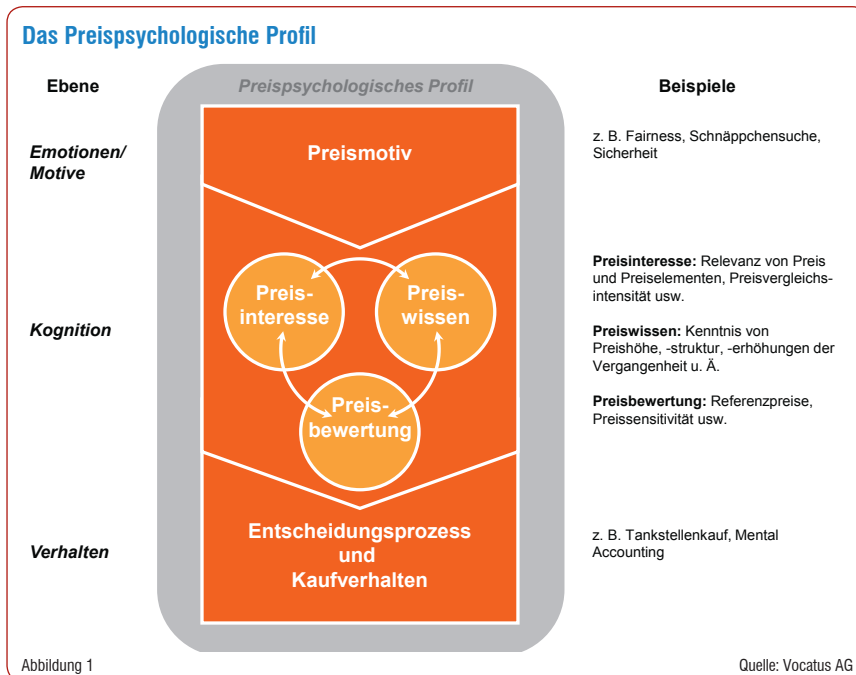 Das Preispsychologische Profil
Ebene
Preispsychologisches Profil
Beispiele
Emotionen/
Motive
Preismotiv
z. B. Fairness, Schnäppchensuche,
Sicherheit
Kognition
Preis-
interesse
Preis-
wissen
Preis-
bewertung
Preisinteresse: Relevanz von Preis
und Preiselementen, Preisvergleichs-
intensität usw.
Preiswissen: Kenntnis von
Preishöhe, -struktur, -erhöhungen der
Vergangenheit u. Ä.
Preisbewertung: Referenzpreise,
Preissensitivität usw.
Verhalten
Entscheidungsprozess
und
Kaufverhalten
z. B. Tankstellenkauf, Mental
Accounting
Abbildung 1
Quelle: Vocatus AG